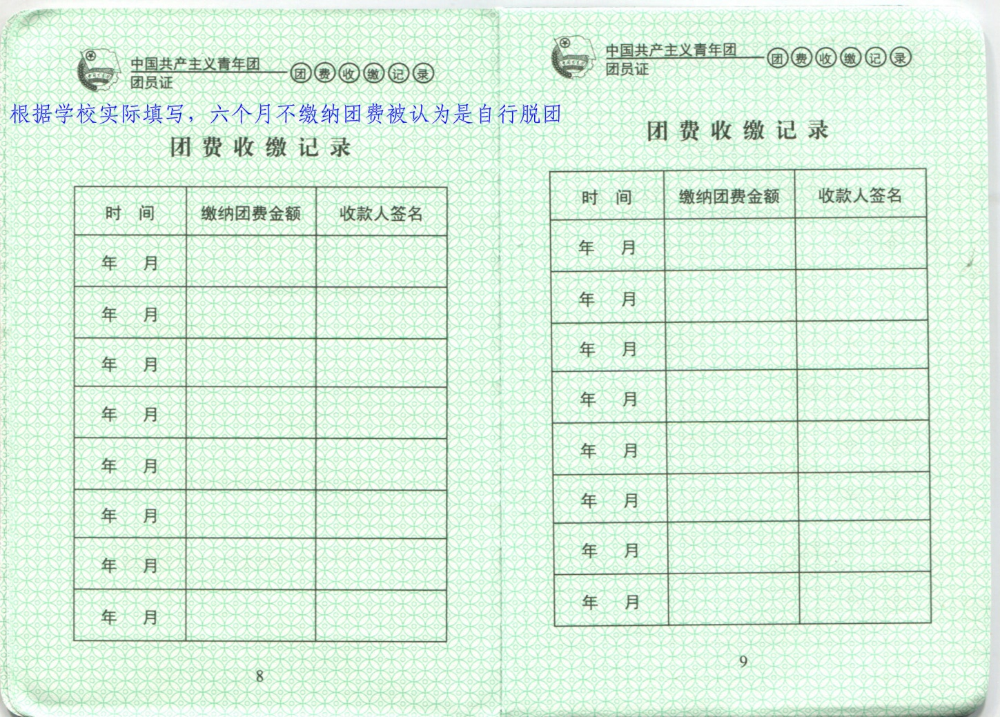 中国共产主义青年团
团员证
团费收缴记录
根据学校实际填写，六个月不缴纳团费被认为是自行脱团
团费收缴记录
时 间 缴纳团费金额 收款人签名
年 月
年 月
年 月
年 月
年 月
年 月
年 月
年 月
8
中国共产主义青年团
团员证
团费收缴记录
团费收缴记录
时 间 缴纳团费金额 收款人签名
年 月
年 月
年 月
年 月
年 月
年 月
年 月
年 月
9